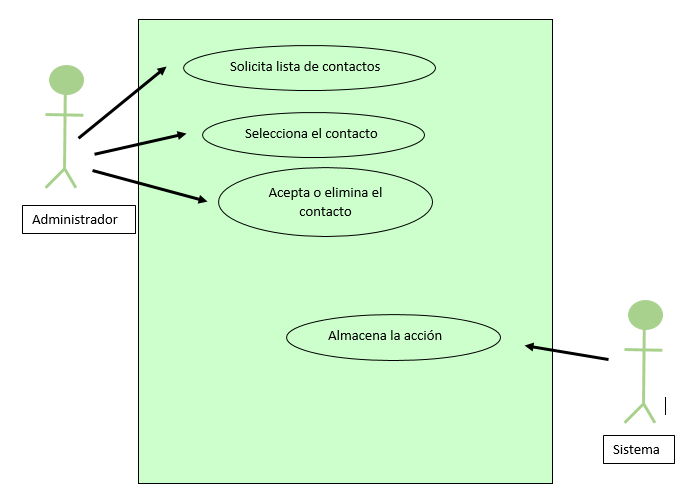 Solicita lista de contactos
Selecciona el contacto
Acepta o elimina el
contacto
Administrador
Almacena la acción
Sistema